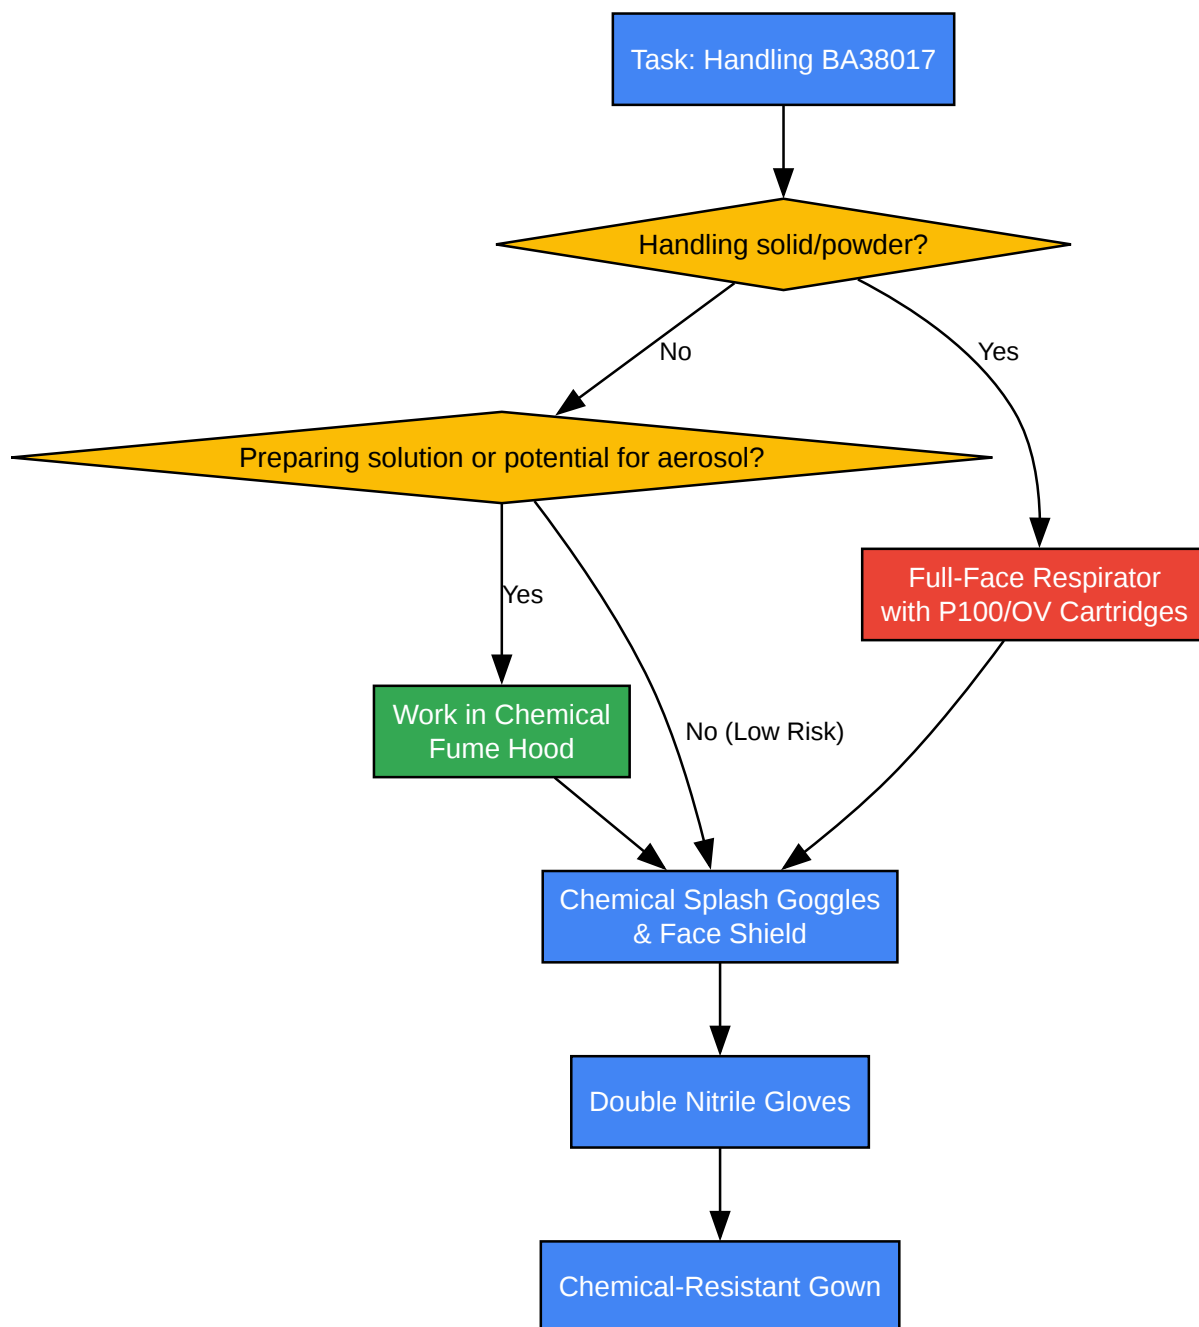 Task: Handling BA38017
Handling solid/powder?
No
Yes
Preparing solution or potential for aerosol?
Full-Face Respirator
with P100/OV Cartridges
Yes
Work in Chemical
Fume Hood
No (Low Risk)
Chemical Splash Goggles
& Face Shield
Double Nitrile Gloves
Chemical-Resistant Gown